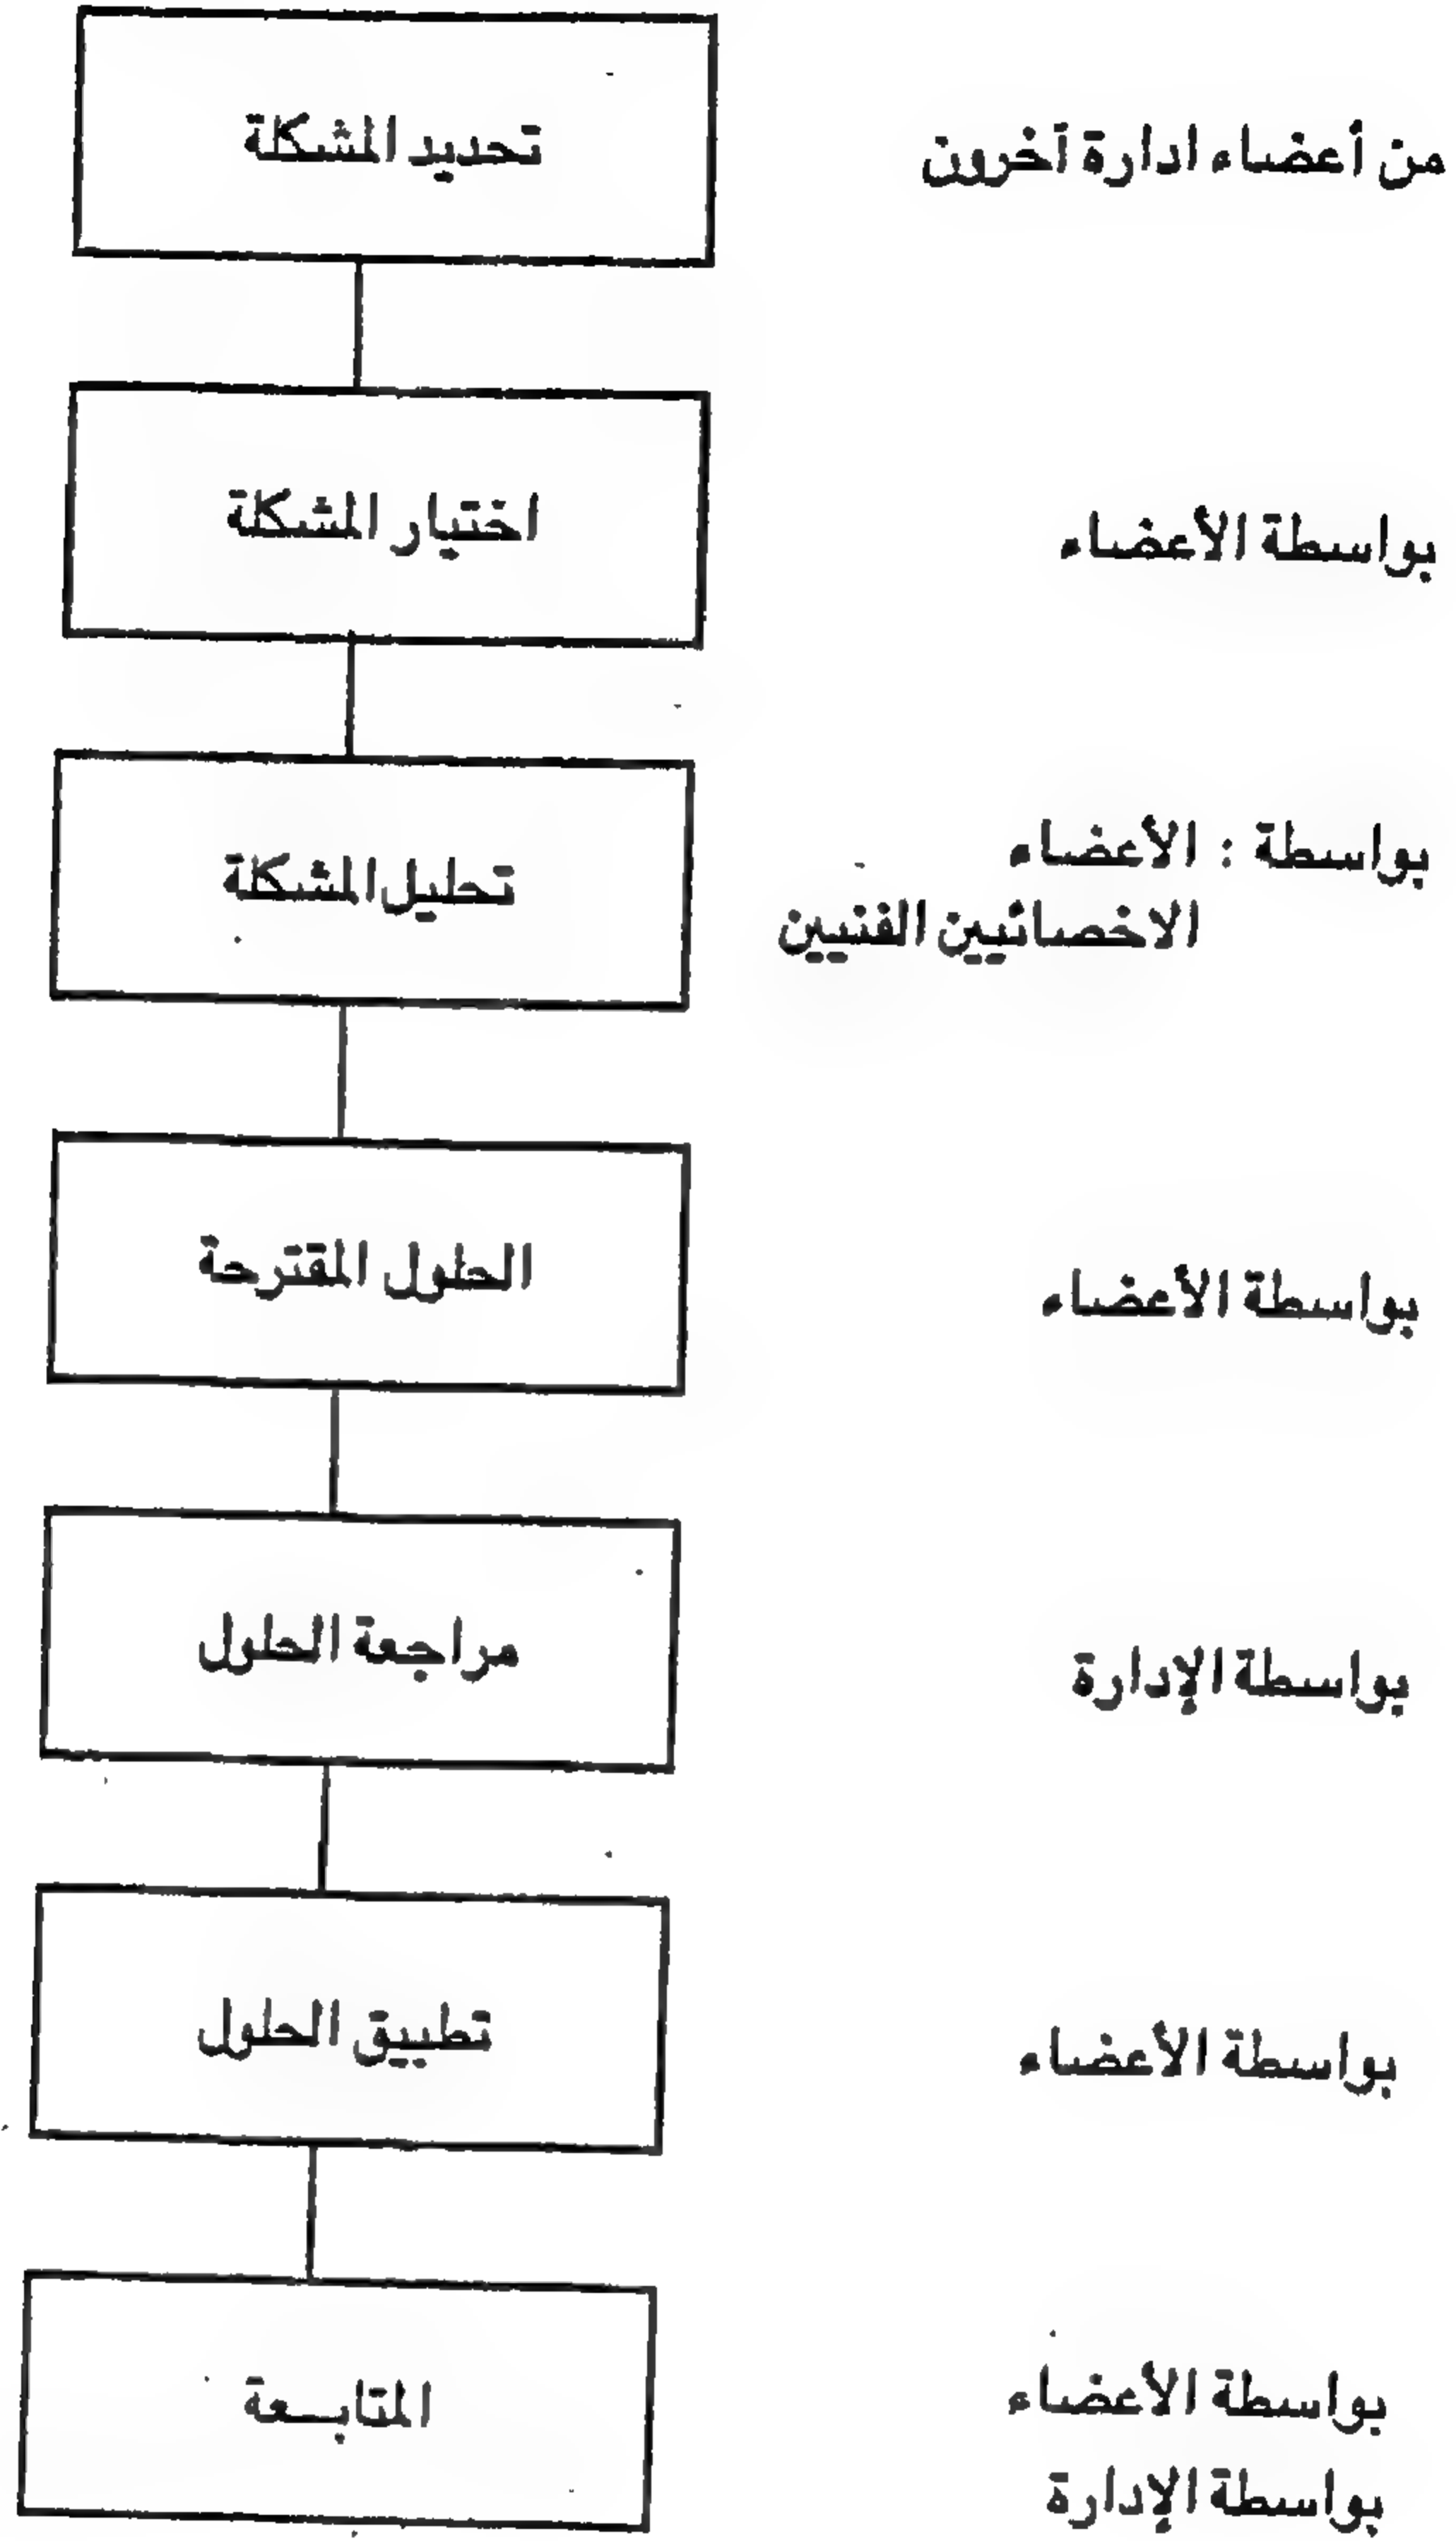 من أعضاء ادارة آخرون
تحديد المشكلة
بواسطة الأعضاء
اختيار المشكلة
بواسطة : الأعضاء
الاخصائيين الفنيين
تحليل المشكلة
بواسطة الأعضاء
الحلول المقترحة
بواسطة الإدارة
مراجعة الحلول
بواسطة الأعضاء
تطبيق الحلول
بواسطة الأعضاء
بواسطة الإدارة
المتابعة